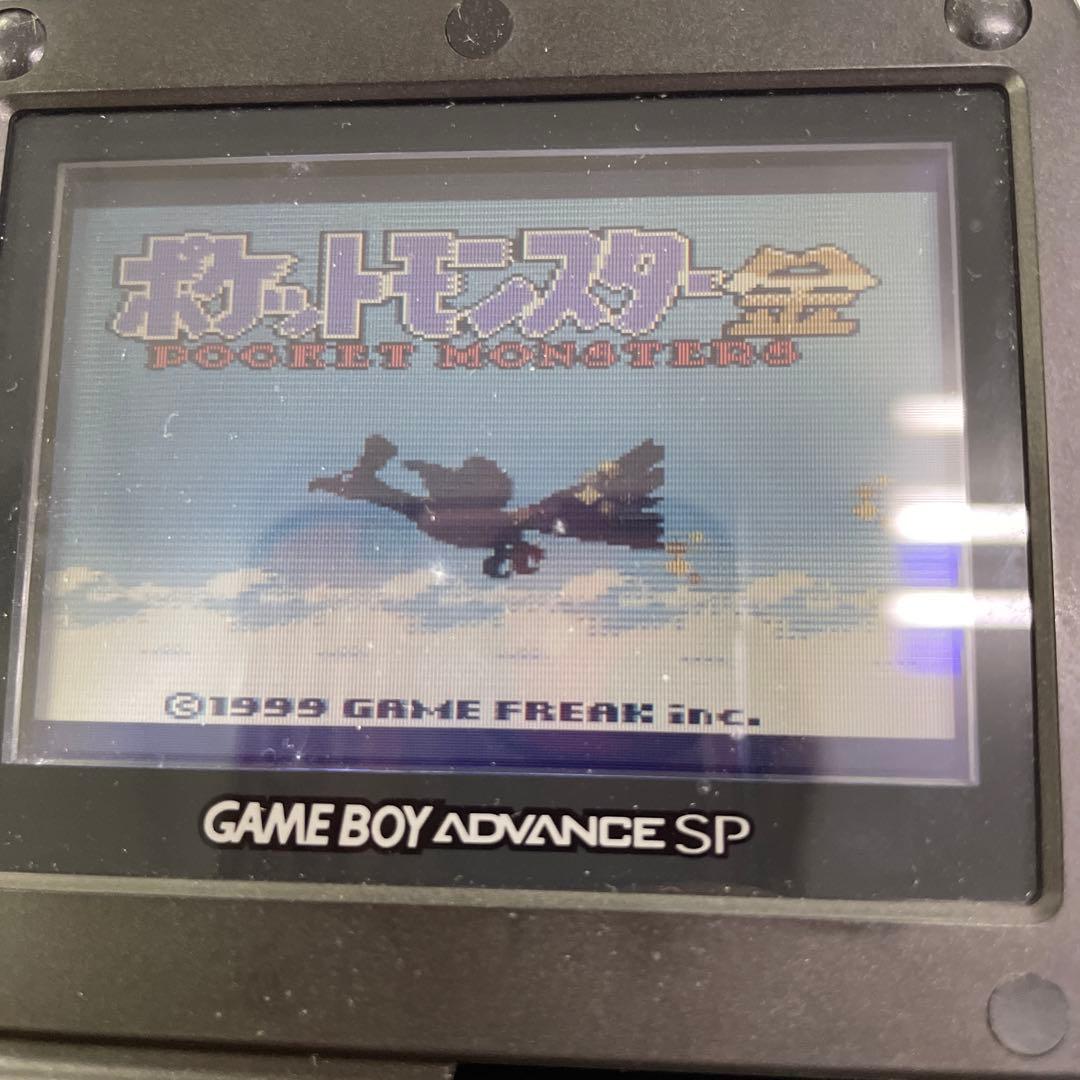 ポケットモンスター金
POCKET MONSTERS
©1999 GAME FREAK inc.
GAME BOY ADVANCE SP